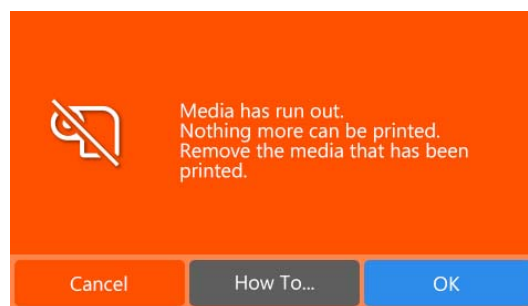 Media has run out.
Nothing more can be printed.
Remove the media that has been
printed.
Cancel
How To...
OK